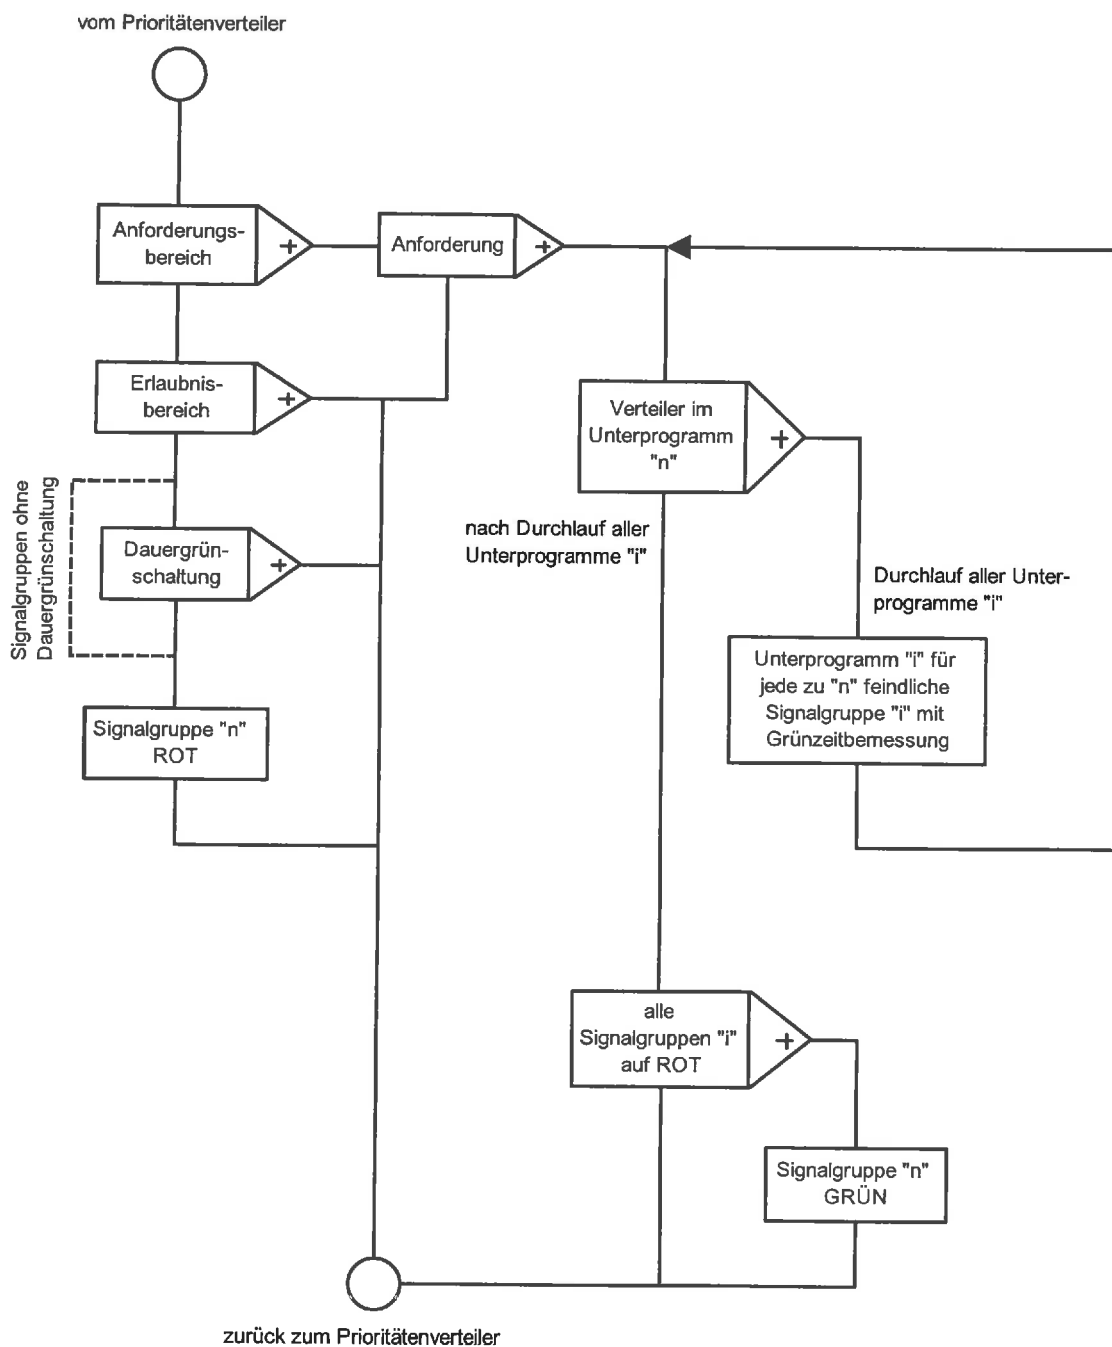 vom Prioritätenverteiler
Anforderungs-
bereich
+
Anforderung
+
Erlaubnis-
bereich
+
Verteiler im
Unterprogramm
"n"
+
Signalgruppen ohne
Dauergrünschaltung
Dauergrün-
schaltung
+
nach Durchlauf aller
Unterprogramme "i"
Durchlauf aller Unter-
programme "i"
Unterprogramm "i" für
jede zu "n" feindliche
Signalgruppe "i" mit
Grünzeitbemessung
Signalgruppe "n"
ROT
alle
Signalgruppen "i"
auf ROT
+
Signalgruppe "n"
GRÜN
zurück zum Prioritätenverteiler